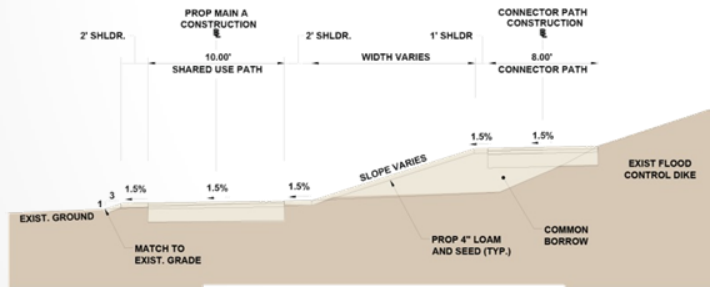 PROP MAIN A
CONSTRUCTION
℄
CONNECTOR PATH
CONSTRUCTION
℄
2' SHLDR.
10.00'
SHARED USE PATH
2' SHLDR.
WIDTH VARIES
1' SHLDR
8.00'
CONNECTOR PATH
1.5%
1.5%
SLOPE VARIES
EXIST FLOOD
CONTROL DIKE
3
1
1.5%
1.5%
1.5%
EXIST. GROUND
MATCH TO
EXIST. GRADE
PROP 4" LOAM
AND SEED (TYP.)
COMMON
BORROW